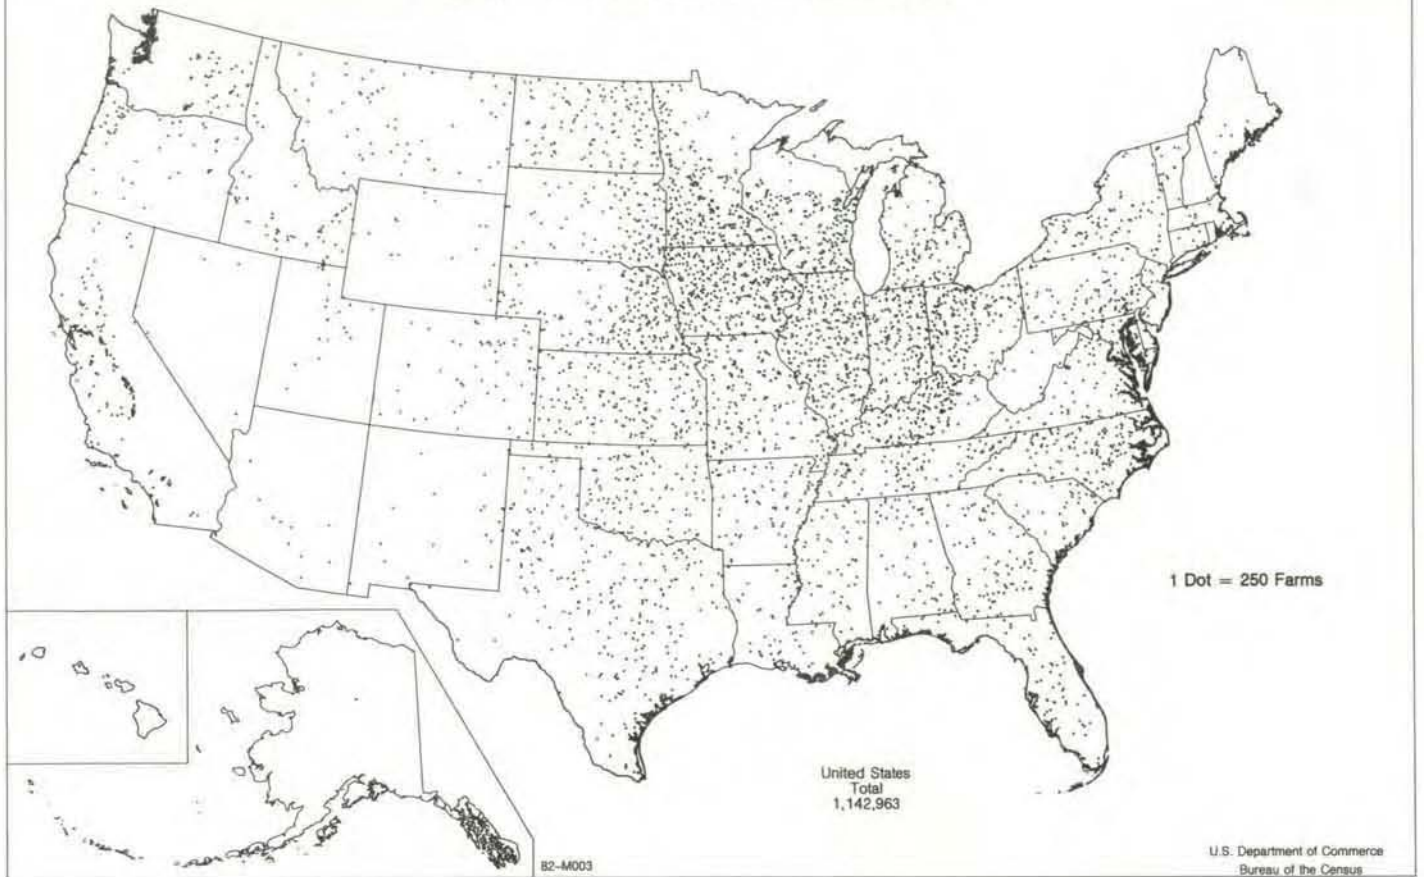 1 Dot = 250 Farms
United States
Total
1,142,963
82-M003
U.S. Department of Commerce
Bureau of the Census